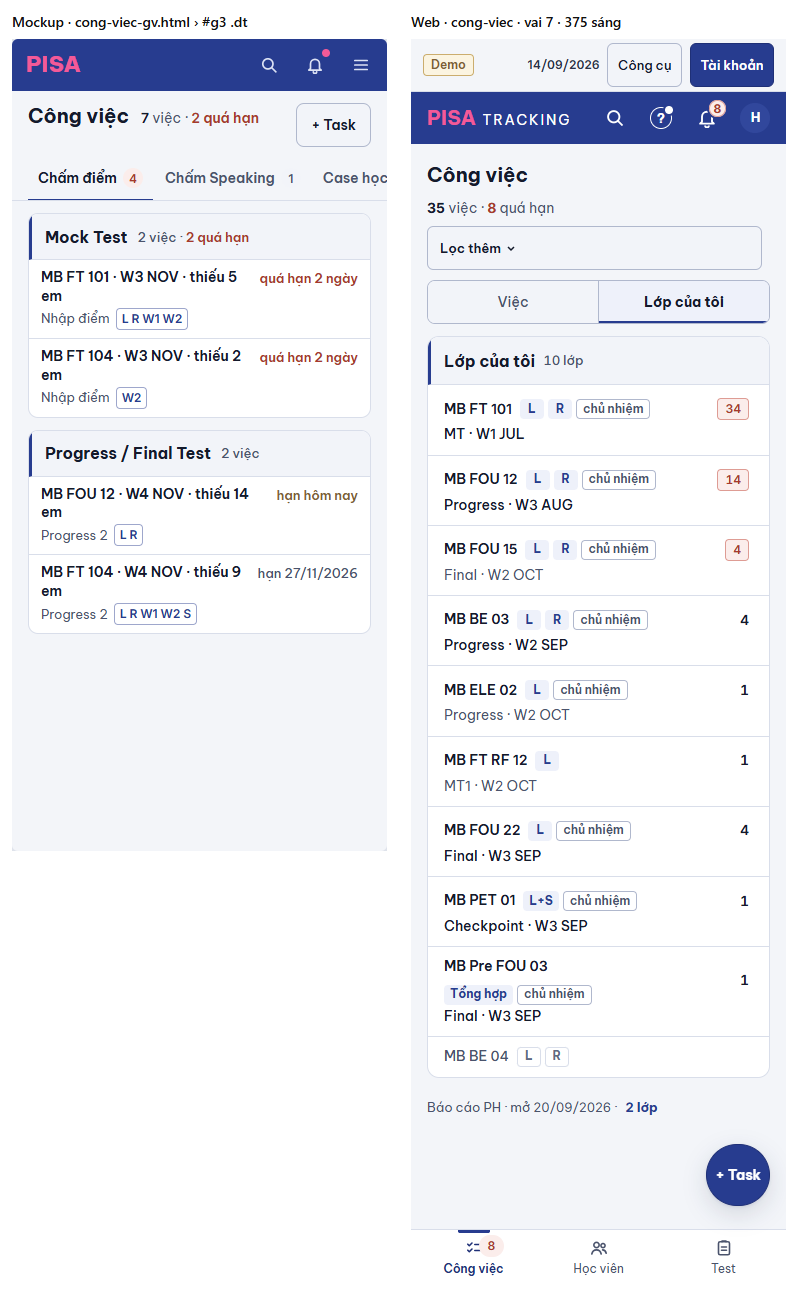 Mockup · cong-viec-gv.html › #g3 .dt
PISA
Công việc 7 việc · 2 quá hạn
+ Task
Chấm điểm 4 Chấm Speaking 1 Case học
Mock Test 2 việc · 2 quá hạn
MB FT 101 · W3 NOV · thiếu 5 em
quá hạn 2 ngày
Nhập điểm L R W1 W2
MB FT 104 · W3 NOV · thiếu 2 em
quá hạn 2 ngày
Nhập điểm W2
Progress / Final Test 2 việc
MB FOU 12 · W4 NOV · thiếu 14 em
hạn hôm nay
Progress 2 L R
MB FT 104 · W4 NOV · thiếu 9 em
hạn 27/11/2026
Progress 2 L R W1 W2 S
Web · cong-viec · vai 7 · 375 sáng
Demo 14/09/2026 Công cụ Tài khoản
PISA TRACKING ? 8 H
Công việc
35 việc · 8 quá hạn
Lọc thêm
Việc Lớp của tôi
Lớp của tôi 10 lớp
MB FT 101 L R chủ nhiệm 34
MT · W1 JUL
MB FOU 12 L R chủ nhiệm 14
Progress · W3 AUG
MB FOU 15 L R chủ nhiệm 4
Final · W2 OCT
MB BE 03 L R chủ nhiệm 4
Progress · W2 SEP
MB ELE 02 L chủ nhiệm 1
Progress · W2 OCT
MB FT RF 12 L 1
MT1 · W2 OCT
MB FOU 22 L chủ nhiệm 4
Final · W3 SEP
MB PET 01 L+S chủ nhiệm 1
Checkpoint · W3 SEP
MB Pre FOU 03
1
Tổng hợp chủ nhiệm
Final · W3 SEP
MB BE 04 L R
Báo cáo PH · mở 20/09/2026 · 2 lớp
+ Task
8
Công việc Học viên Test